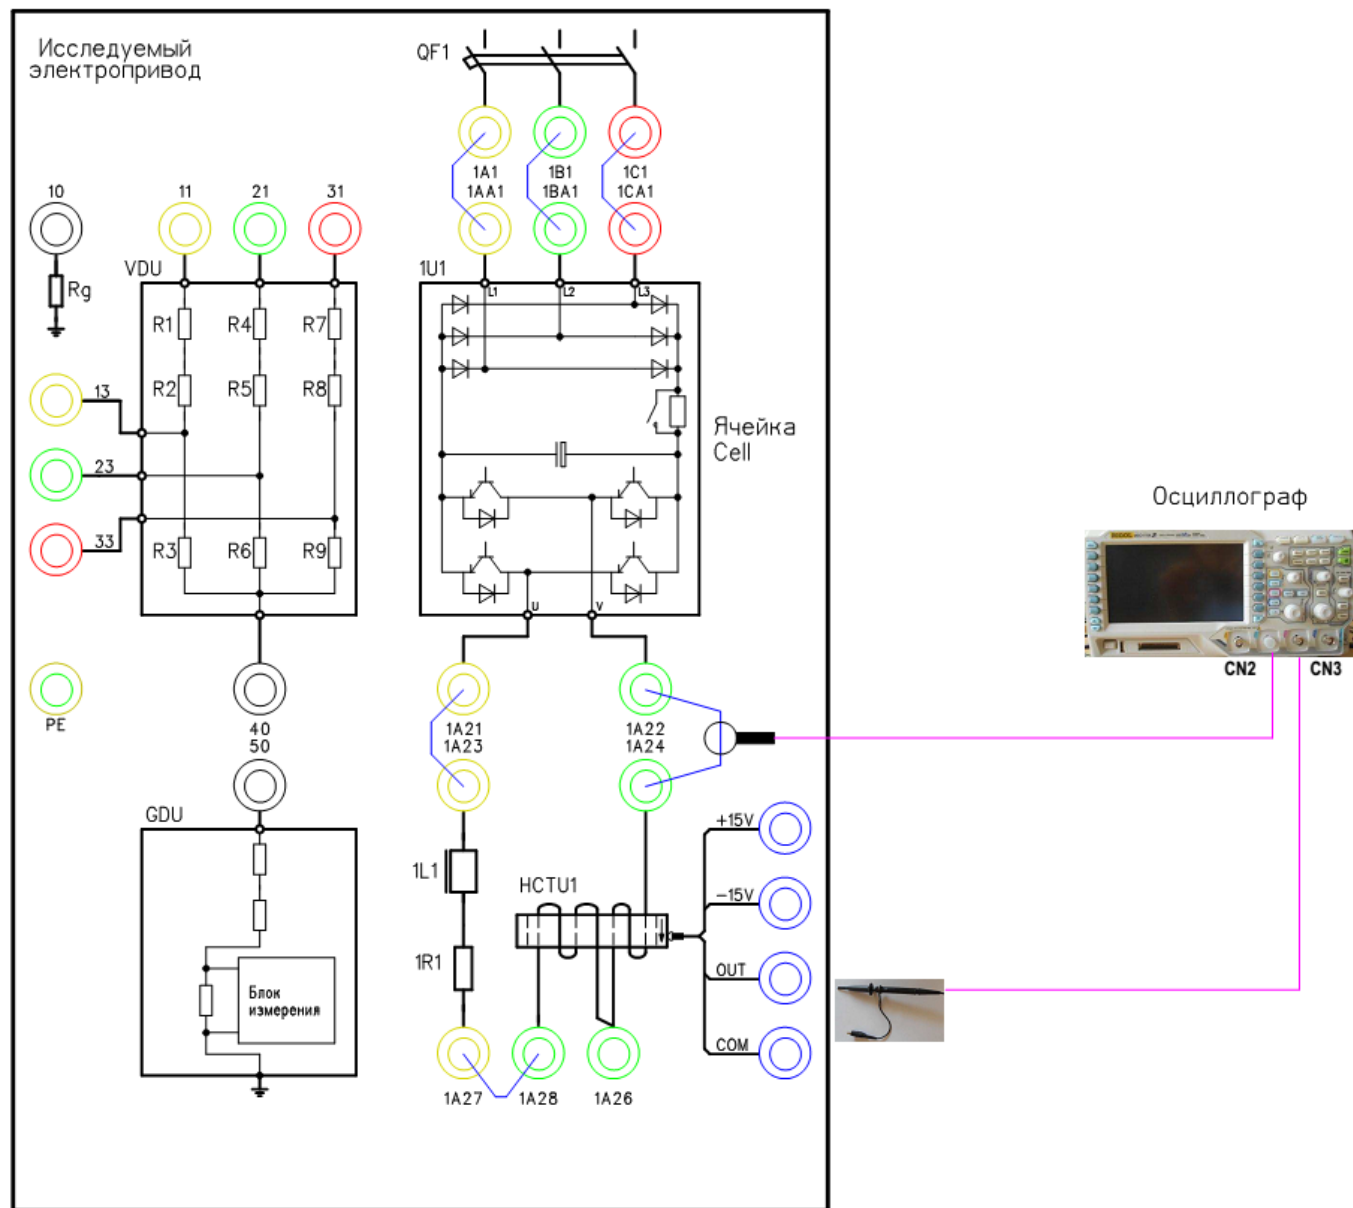 Исследуемый
электропривод
QF1
1A1
1AA1
1B1
1BA1
1C1
1CA1
10
11
21
31
Rg
VDU
1U1
L1
L2
L3
R1
R4
R7
R2
R5
R8
13
23
33
R3
R6
R9
Ячейка
Cell
U
V
PE
40
50
1A21
1A23
1A22
1A24
GDU
Блок
измерения
1L1
1R1
HCTU1
+15V
-15V
OUT
COM
1A27
1A28
1A26
Осциллограф
RIGOL
CN2
CN3